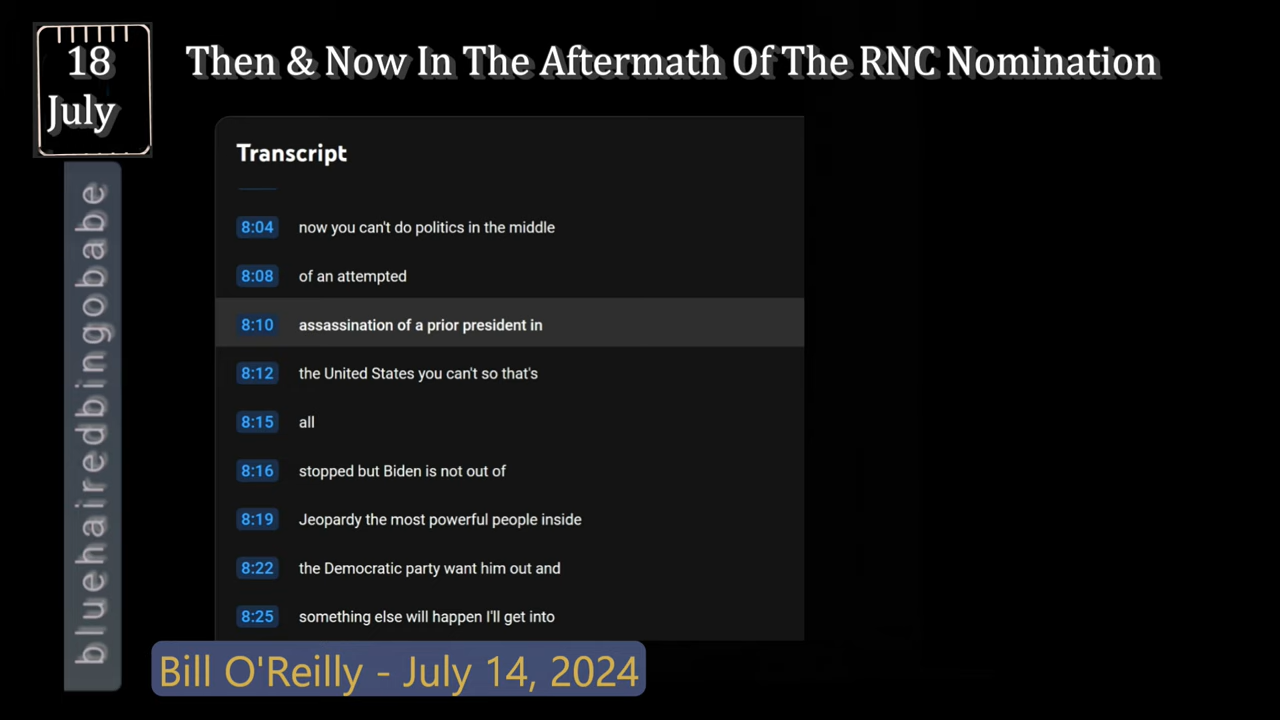 18
July
Then & Now In The Aftermath Of The RNC Nomination
bluehairedbingobabe
Transcript
8:04 now you can't do politics in the middle
8:08 of an attempted
8:10 assassination of a prior president in
8:12 the United States you can't so that's
8:15 all
8:16 stopped but Biden is not out of
8:19 Jeopardy the most powerful people inside
8:22 the Democratic party want him out and
8:25 something else will happen I'll get into
Bill O'Reilly - July 14, 2024